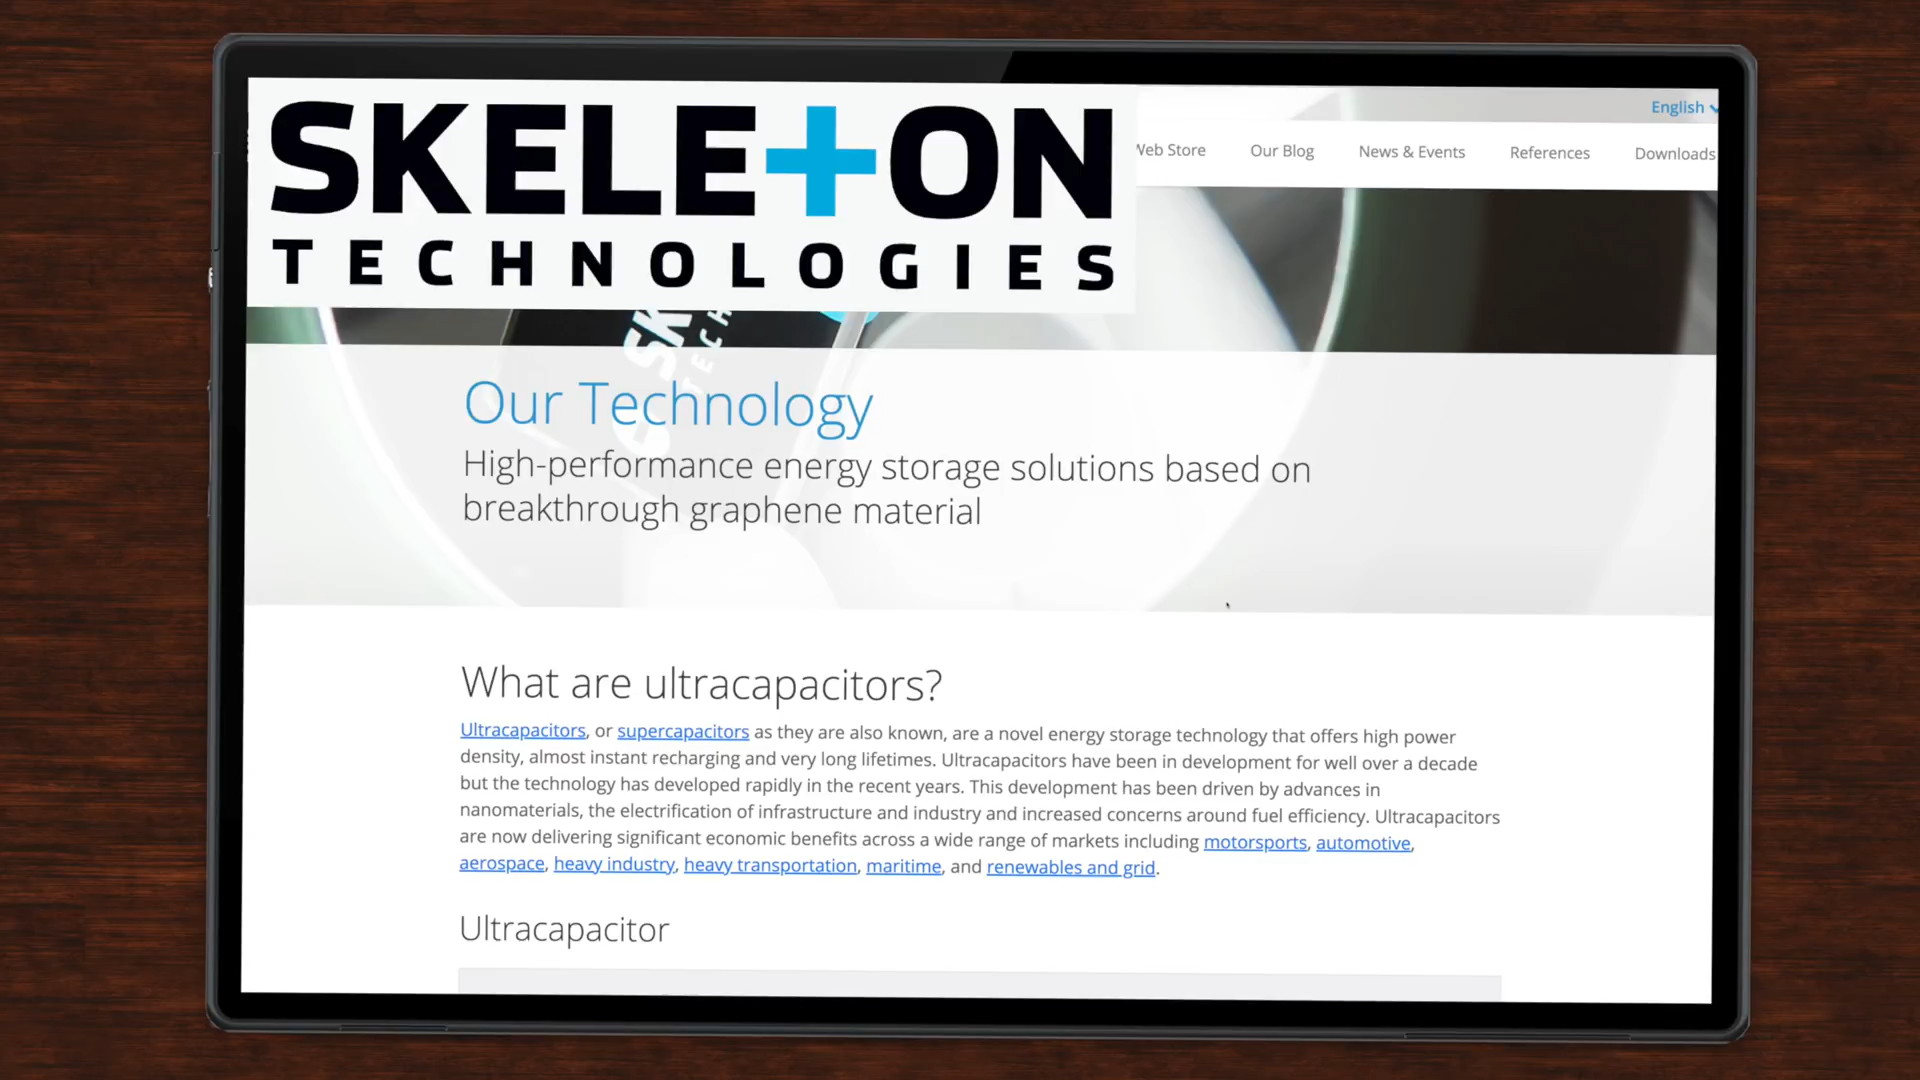 SKELETON
TECHNOLOGIES
English
Web Store Our Blog News & Events References Downloads
SK
TECH
Our Technology
High-performance energy storage solutions based on
breakthrough graphene material
What are ultracapacitors?
Ultracapacitors, or supercapacitors as they are also known, are a novel energy storage technology that offers high power
density, almost instant recharging and very long lifetimes. Ultracapacitors have been in development for well over a decade
but the technology has developed rapidly in the recent years. This development has been driven by advances in
nanomaterials, the electrification of infrastructure and industry and increased concerns around fuel efficiency. Ultracapacitors
are now delivering significant economic benefits across a wide range of markets including motorsports, automotive,
aerospace, heavy industry, heavy transportation, maritime, and renewables and grid.
Ultracapacitor